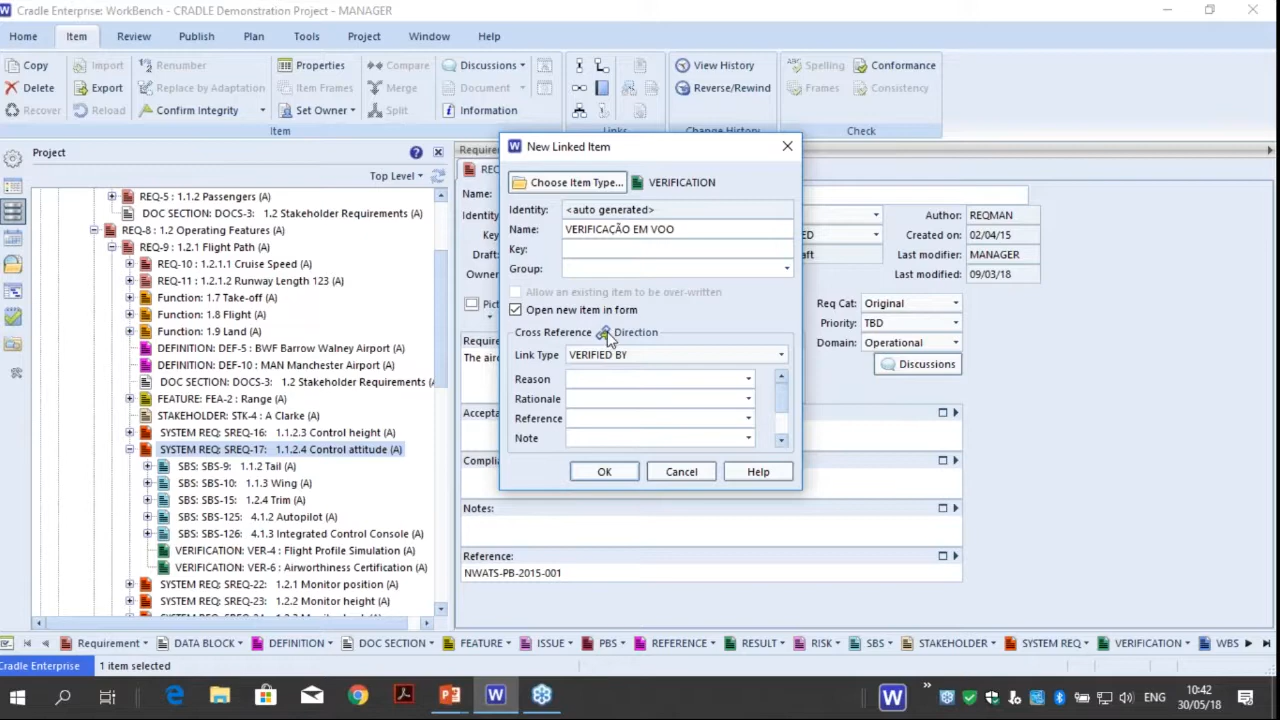 Cradle Enterprise: WorkBench - CRADLE Demonstration Project - MANAGER
Home Item Review Publish Plan Tools Project Window Help
Copy Import Renumber Properties Compare Discussions View History Spelling Conformance
Delete Export Replace by Adaptation Item Frames Merge Document Reverse/Rewind Frames Consistency
Recover Reload Confirm Integrity Set Owner Split Information
Item Links Change History Check
Project
Top Level
REQ-5 : 1.1.2 Passengers (A)
DOC SECTION: DOCS-3: 1.2 Stakeholder Requirements (A)
REQ-8 : 1.2 Operating Features (A)
REQ-9 : 1.2.1 Flight Path (A)
REQ-10 : 1.2.1.1 Cruise Speed (A)
REQ-11 : 1.2.1.2 Runway Length 123 (A)
Function: 1.7 Take-off (A)
Function: 1.8 Flight (A)
Function: 1.9 Land (A)
DEFINITION: DEF-5 : BWF Barrow Walney Airport (A)
DEFINITION: DEF-10 : MAN Manchester Airport (A)
DOC SECTION: DOCS-3: 1.2 Stakeholder Requirements (A
FEATURE: FEA-2 : Range (A)
STAKEHOLDER: STK-4 : A Clarke (A)
SYSTEM REQ: SREQ-16: 1.1.2.3 Control height (A)
SYSTEM REQ: SREQ-17: 1.1.2.4 Control attitude (A)
SBS: SBS-9: 1.1.2 Tail (A)
SBS: SBS-10: 1.1.3 Wing (A)
SBS: SBS-15: 1.2.4 Trim (A)
SBS: SBS-125: 4.1.2 Autopilot (A)
SBS: SBS-126: 4.1.3 Integrated Control Console (A)
VERIFICATION: VER-4 : Flight Profile Simulation (A)
VERIFICATION: VER-6 : Airworthiness Certification (A)
SYSTEM REQ: SREQ-22: 1.2.1 Monitor position (A)
SYSTEM REQ: SREQ-23: 1.2.2 Monitor height (A)
Requirem
REQ
Name:
Identity
Key
Draft:
Owne
Pict
Require
The aire
Accepta
Complia
Notes:
Reference:
NWATS-PB-2015-001
ED
aft
Author: REQMAN
Created on: 02/04/15
Last modifier: MANAGER
Last modified: 09/03/18
Req Cat: Original
Priority: TBD
Domain: Operational
Discussions
New Linked Item
Choose Item Type... VERIFICATION
Identity: <auto generated>
Name: VERIFICAÇÃO EM VOO
Key:
Group:
Allow an existing item to be over-written
Open new item in form
Cross Reference Direction
Link Type VERIFIED BY
Reason
Rationale
Reference
Note
OK Cancel Help
Requirement DATA BLOCK DEFINITION DOC SECTION FEATURE ISSUE PBS REFERENCE RESULT RISK SBS STAKEHOLDER SYSTEM REQ VERIFICATION WBS
Cradle Enterprise 1 item selected
ENG
10:42
30/05/18